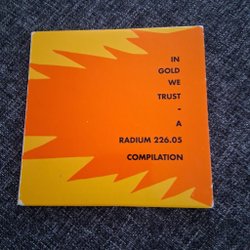 IN
GOLD
WE
TRUST
-
A
RADIUM 226.05
COMPILATION